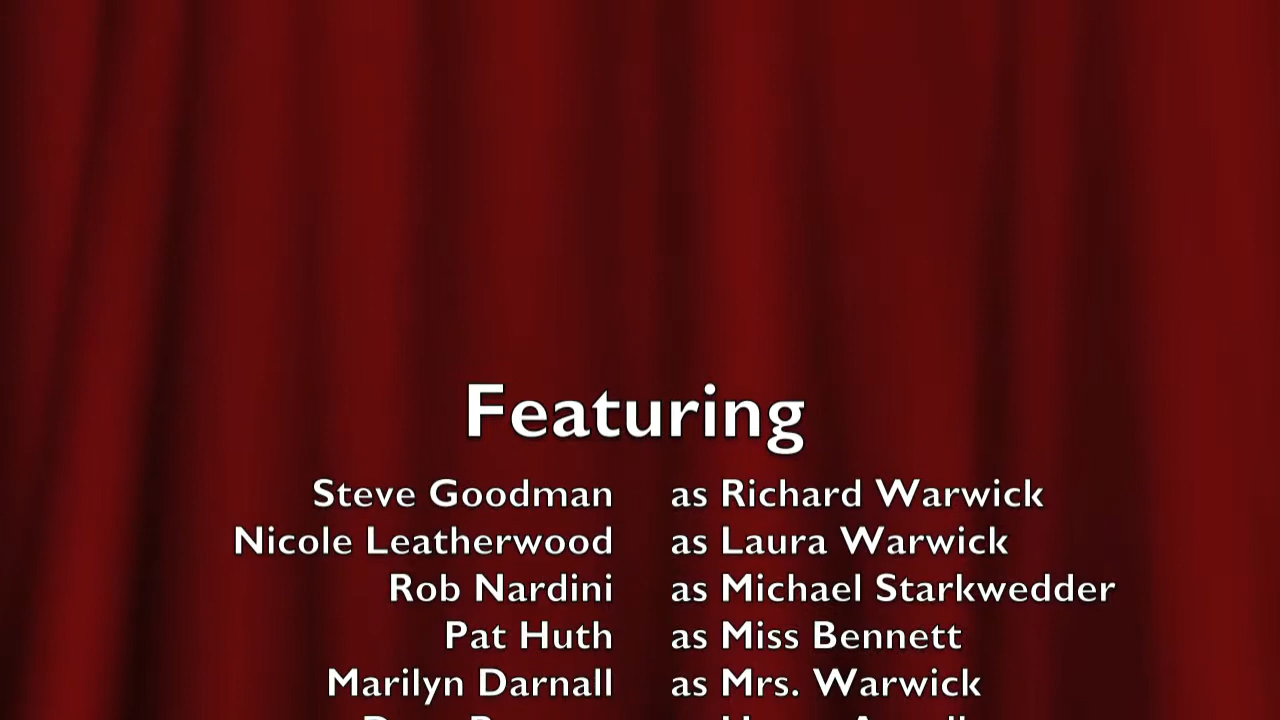 Featuring
Steve Goodman as Richard Warwick
Nicole Leatherwood as Laura Warwick
Rob Nardini as Michael Starkwedder
Pat Huth as Miss Bennett
Marilyn Darnall as Mrs. Warwick